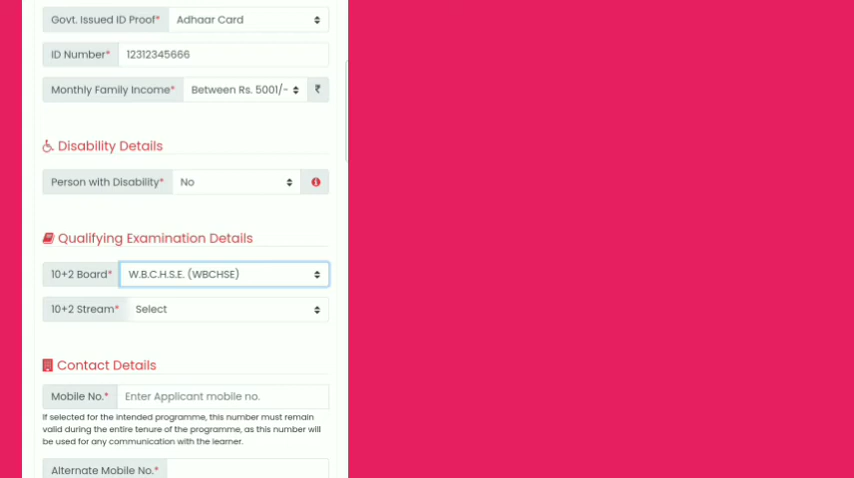 Govt. Issued ID Proof* Adhaar Card
ID Number* 12312345666
Monthly Family Income* Between Rs. 5001/- ₹
Disability Details
Person with Disability* No
Qualifying Examination Details
10+2 Board* W.B.C.H.S.E. (WBCHSE)
10+2 Stream* Select
Contact Details
Mobile No.* Enter Applicant mobile no.
If selected for the intended programme, this number must remain
valid during the entire tenure of the programme, as this number will
be used for any communication with the learner.
Alternate Mobile No.*